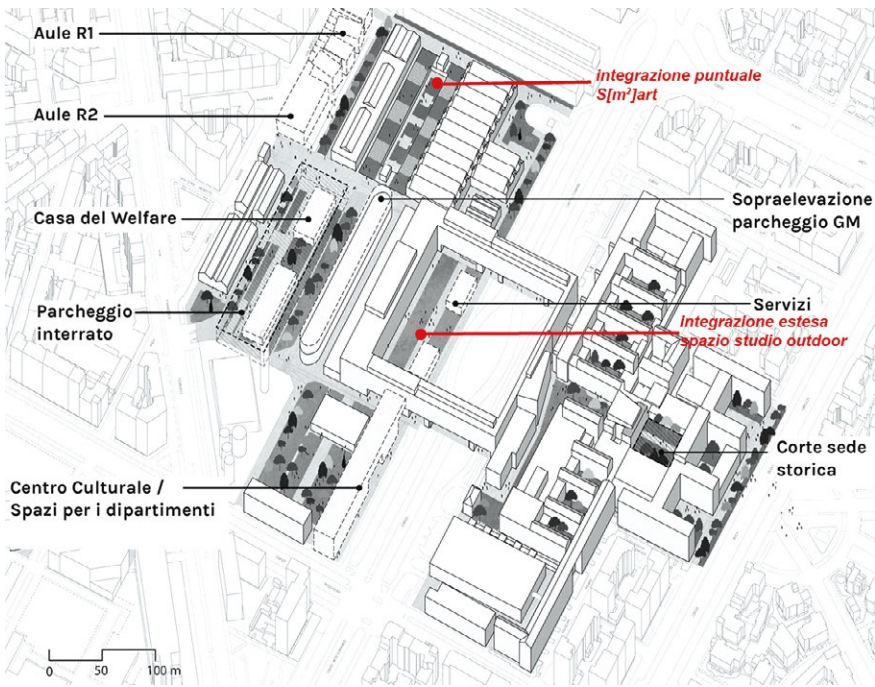 Aule R1
integrazione puntuale
S[m²]art
Aule R2
Casa del Welfare
Sopraelevazione
parcheggio GM
Parcheggio
interrato
Servizi
integrazione estesa
spazio studio outdoor
Corte sede
storica
Centro Culturale /
Spazi per i dipartimenti
0 50 100 m